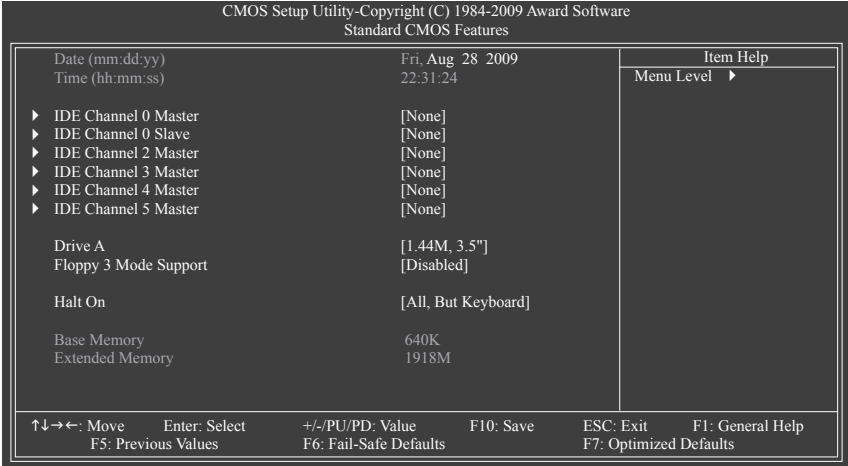 CMOS Setup Utility-Copyright (C) 1984-2009 Award Software
Standard CMOS Features
Date (mm:dd:yy) Fri, Aug 28 2009
Time (hh:mm:ss) 22:31:24
IDE Channel 0 Master [None]
IDE Channel 0 Slave [None]
IDE Channel 2 Master [None]
IDE Channel 3 Master [None]
IDE Channel 4 Master [None]
IDE Channel 5 Master [None]
Drive A [1.44M, 3.5"]
Floppy 3 Mode Support [Disabled]
Halt On [All, But Keyboard]
Base Memory 640K
Extended Memory 1918M
Item Help
Menu Level
↑↓→←: Move Enter: Select +/-/PU/PD: Value F10: Save ESC: Exit F1: General Help
F5: Previous Values F6: Fail-Safe Defaults F7: Optimized Defaults